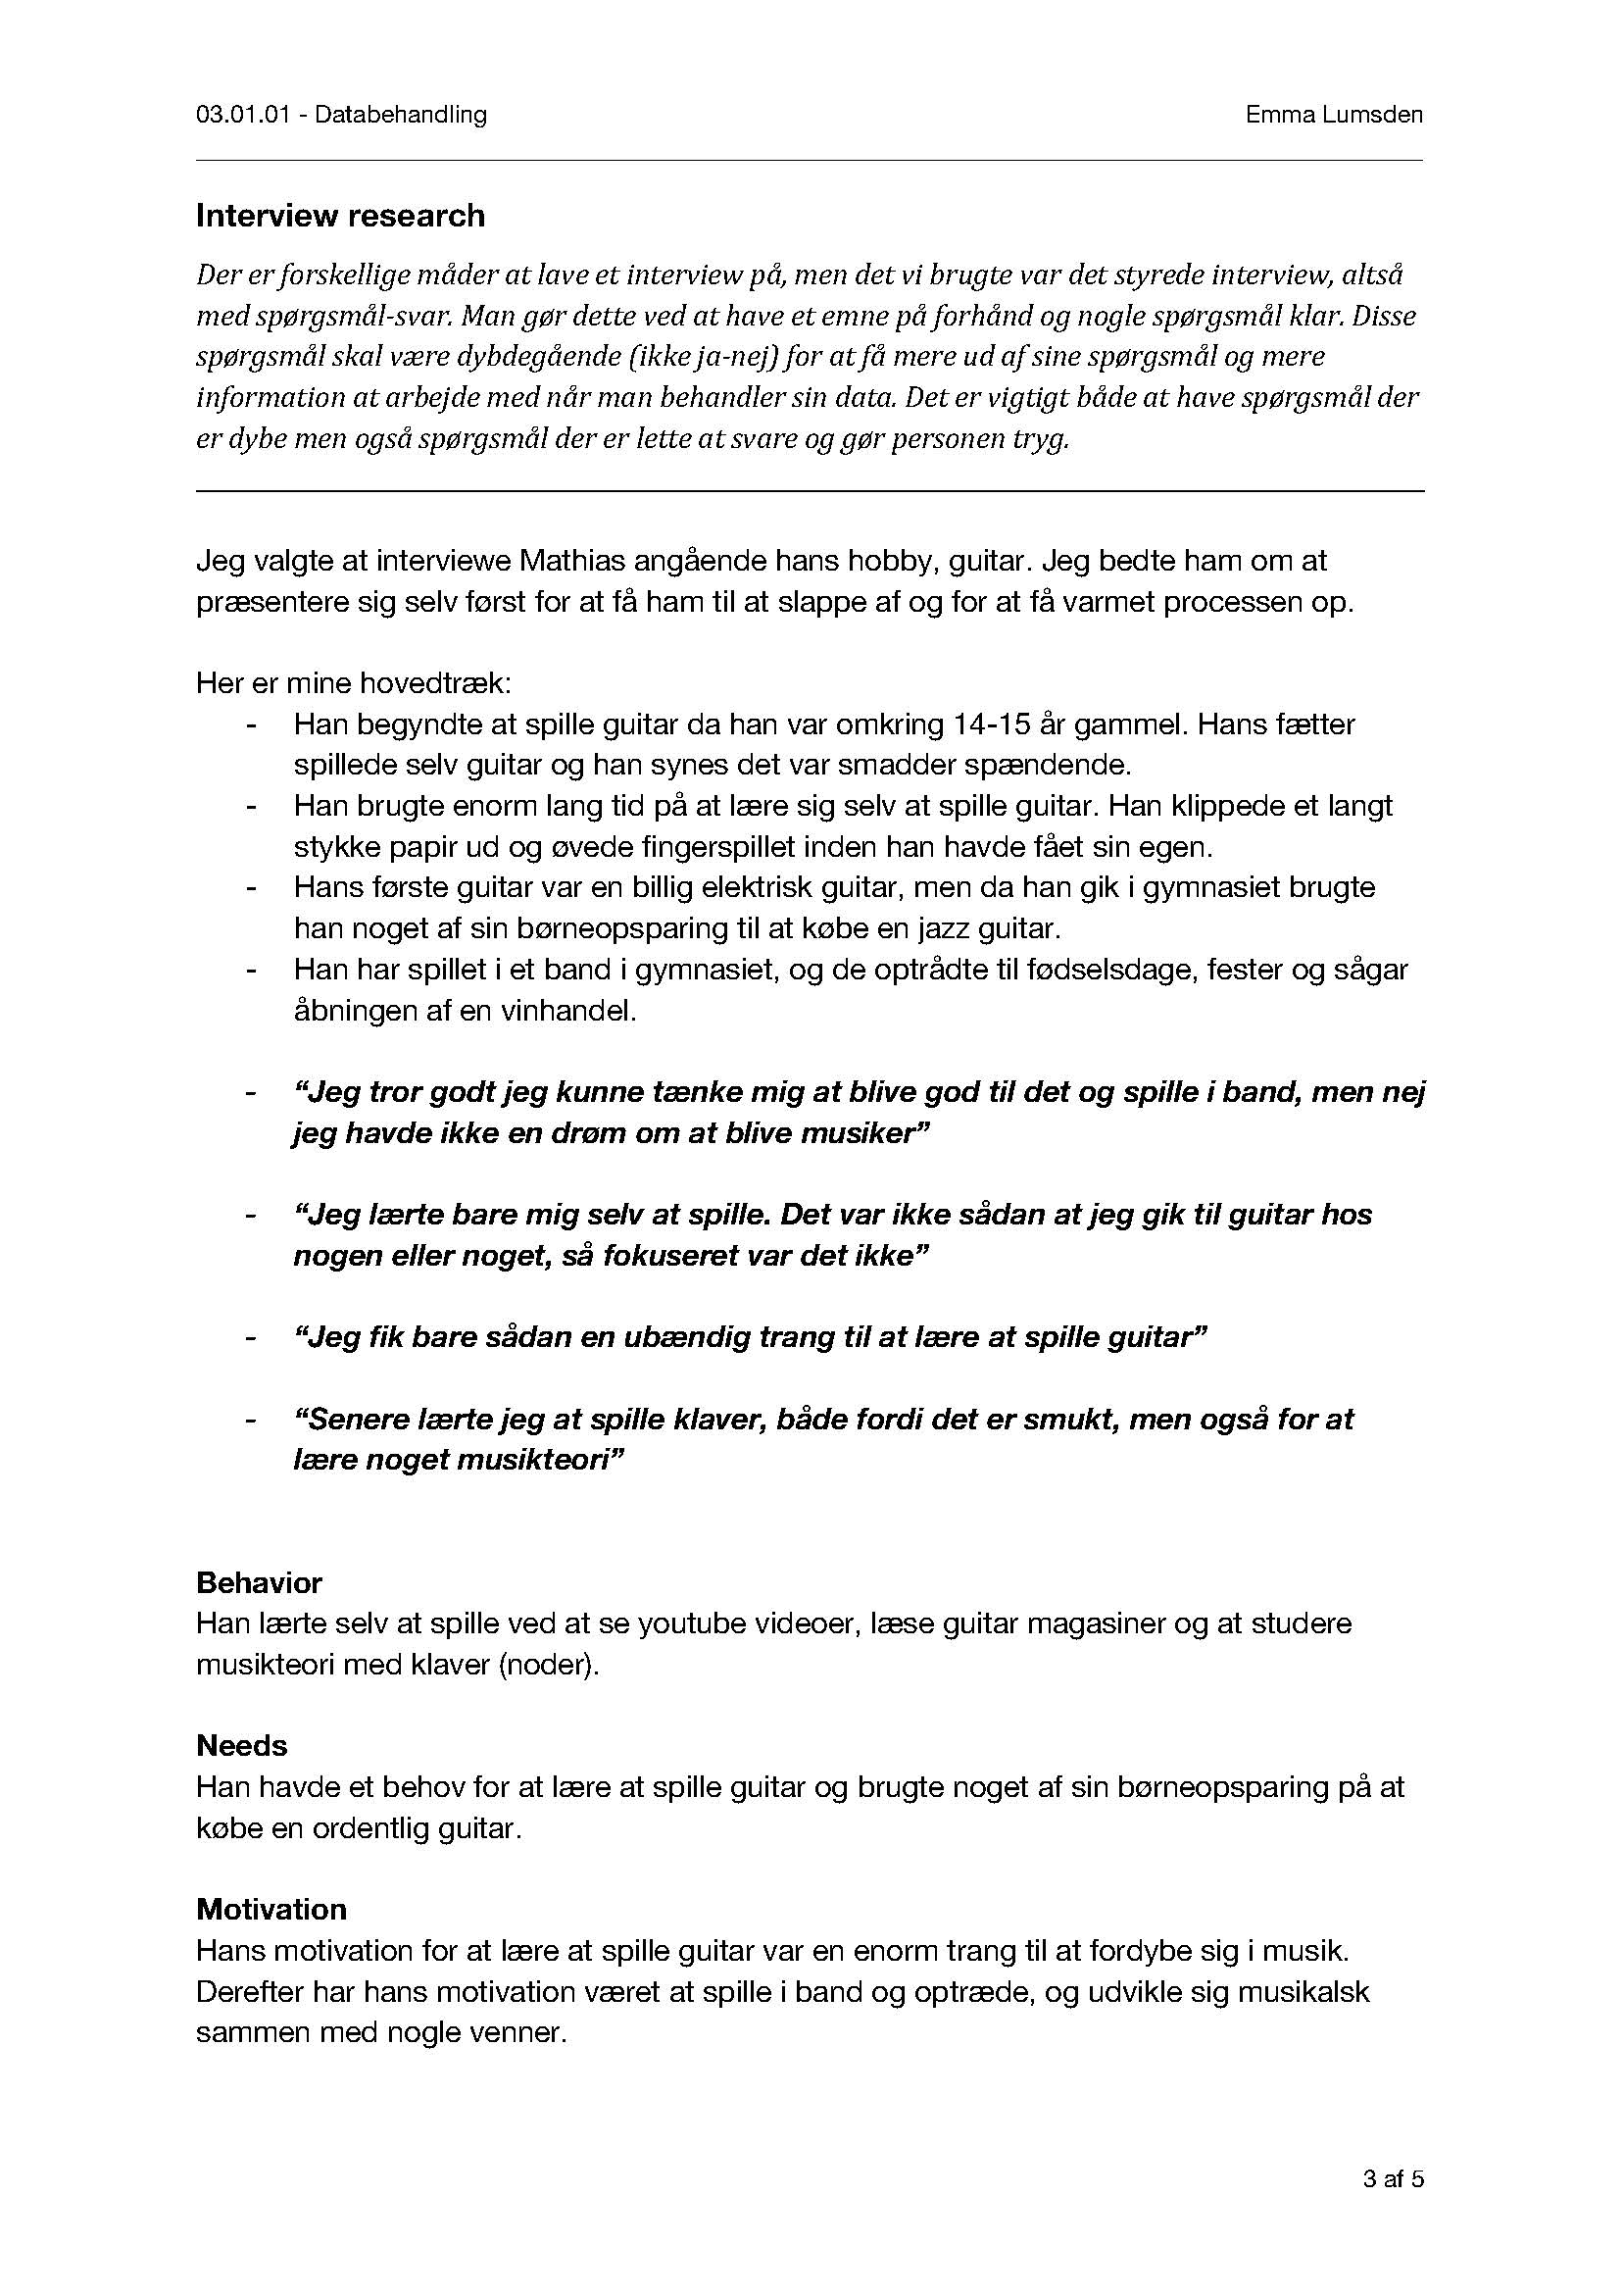 03.01.01 - Databehandling Emma Lumsden
Interview research
Der er forskellige måder at lave et interview på, men det vi brugte var det styrede interview, altså
med spørgsmål-svar. Man gør dette ved at have et emne på forhånd og nogle spørgsmål klar. Disse
spørgsmål skal være dybdegående (ikke ja-nej) for at få mere ud af sine spørgsmål og mere
information at arbejde med når man behandler sin data. Det er vigtigt både at have spørgsmål der
er dybe men også spørgsmål der er lette at svare og gør personen tryg.
Jeg valgte at interviewe Mathias angående hans hobby, guitar. Jeg bedte ham om at
præsentere sig selv først for at få ham til at slappe af og for at få varmet processen op.
Her er mine hovedtræk:
- Han begyndte at spille guitar da han var omkring 14-15 år gammel. Hans fætter
spillede selv guitar og han synes det var smadder spændende.
- Han brugte enorm lang tid på at lære sig selv at spille guitar. Han klippede et langt
stykke papir ud og øvede fingerspillet inden han havde fået sin egen.
- Hans første guitar var en billig elektrisk guitar, men da han gik i gymnasiet brugte
han noget af sin børneopsparing til at købe en jazz guitar.
- Han har spillet i et band i gymnasiet, og de optrådte til fødselsdage, fester og sågar
åbningen af en vinhandel.
- “Jeg tror godt jeg kunne tænke mig at blive god til det og spille i band, men nej
jeg havde ikke en drøm om at blive musiker”
- “Jeg lærte bare mig selv at spille. Det var ikke sådan at jeg gik til guitar hos
nogen eller noget, så fokuseret var det ikke”
- “Jeg fik bare sådan en ubændig trang til at lære at spille guitar”
- “Senere lærte jeg at spille klaver, både fordi det er smukt, men også for at
lære noget musikteori”
Behavior
Han lærte selv at spille ved at se youtube videoer, læse guitar magasiner og at studere
musikteori med klaver (noder).
Needs
Han havde et behov for at lære at spille guitar og brugte noget af sin børneopsparing på at
købe en ordentlig guitar.
Motivation
Hans motivation for at lære at spille guitar var en enorm trang til at fordybe sig i musik.
Derefter har hans motivation været at spille i band og optræde, og udvikle sig musikalsk
sammen med nogle venner.
3 af 5